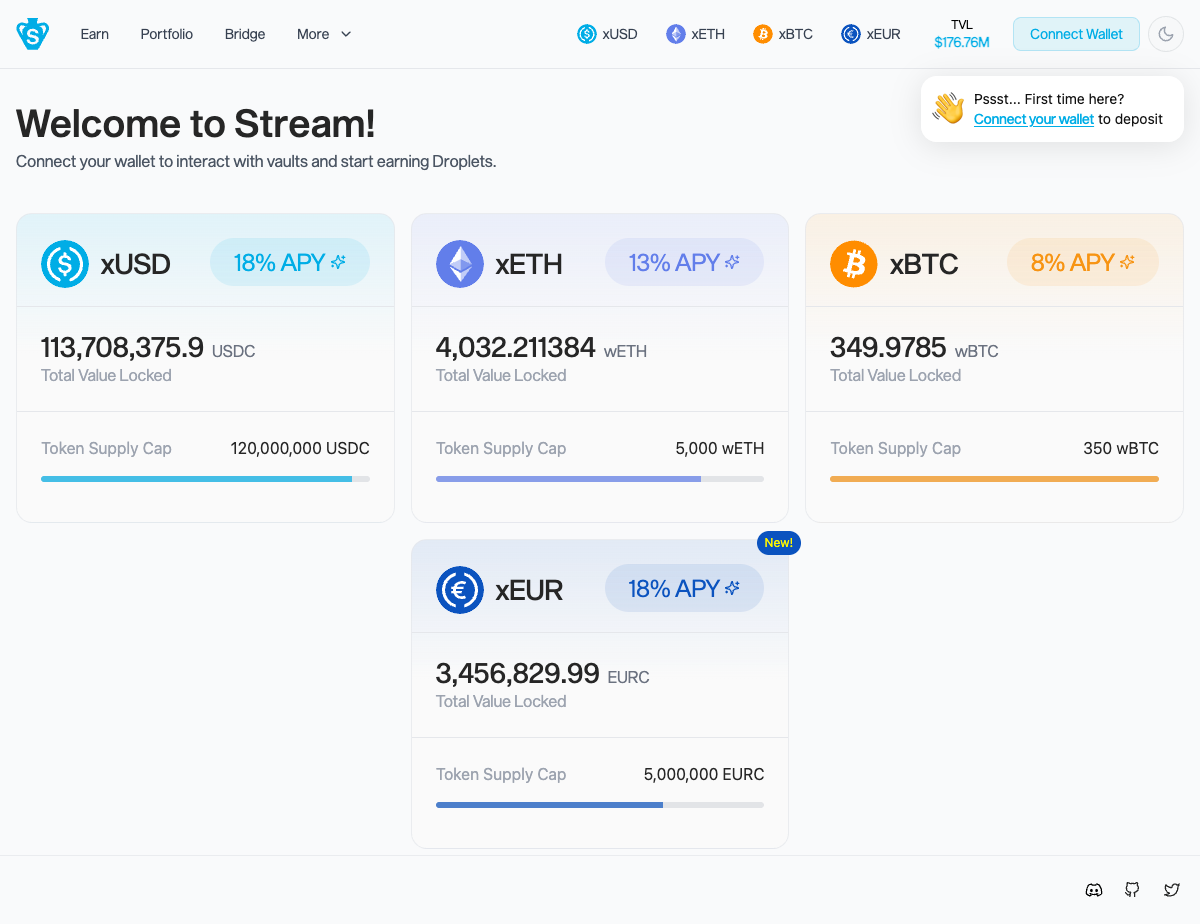 S
Earn
Portfolio
Bridge
More
xUSD
xETH
xBTC
xEUR
TVL
$176.76M
Connect Wallet
Pssst... First time here?
Connect your wallet to deposit
Welcome to Stream!
Connect your wallet to interact with vaults and start earning Droplets.
xUSD
18% APY
113,708,375.9 USDC
Total Value Locked
Token Supply Cap
120,000,000 USDC
xETH
13% APY
4,032.211384 wETH
Total Value Locked
Token Supply Cap
5,000 wETH
xBTC
8% APY
349.9785 wBTC
Total Value Locked
Token Supply Cap
350 wBTC
New!
xEUR
18% APY
3,456,829.99 EURC
Total Value Locked
Token Supply Cap
5,000,000 EURC